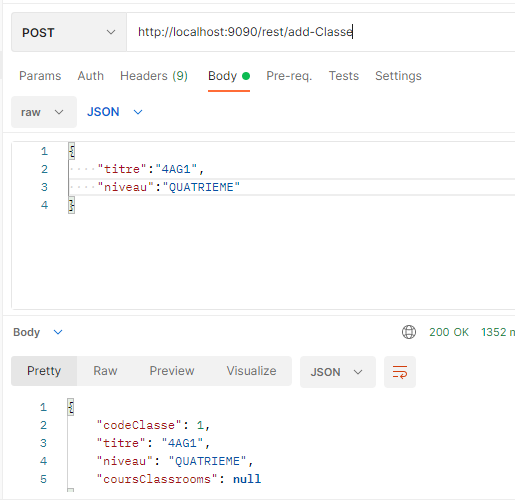 POST http://localhost:9090/rest/add-Classe
Params Auth Headers (9) Body Pre-req. Tests Settings
raw JSON
1 {
2 "titre":"4AG1",
3 "niveau":"QUATRIEME"
4 }
Body 200 OK 1352 m
Pretty Raw Preview Visualize JSON
1 {
2 "codeClasse": 1,
3 "titre": "4AG1",
4 "niveau": "QUATRIEME",
5 "coursClassrooms": null